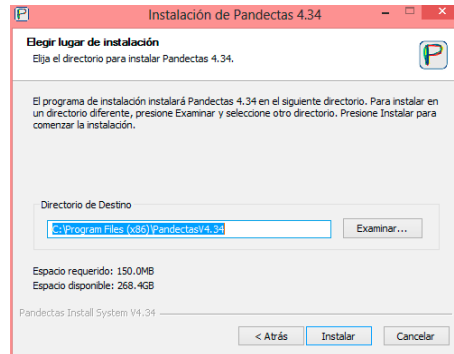 Instalación de Pandectas 4.34
Elegir lugar de instalación
Elija el directorio para instalar Pandectas 4.34.
P
El programa de instalación instalará Pandectas 4.34 en el siguiente directorio. Para instalar en
un directorio diferente, presione Examinar y seleccione otro directorio. Presione Instalar para
comenzar la instalación.
Directorio de Destino
C:\Program Files (x86)\PandectasV4.34
Examinar...
Espacio requerido: 150.0MB
Espacio disponible: 268.4GB
Pandectas Install System V4.34
< Atrás Instalar Cancelar